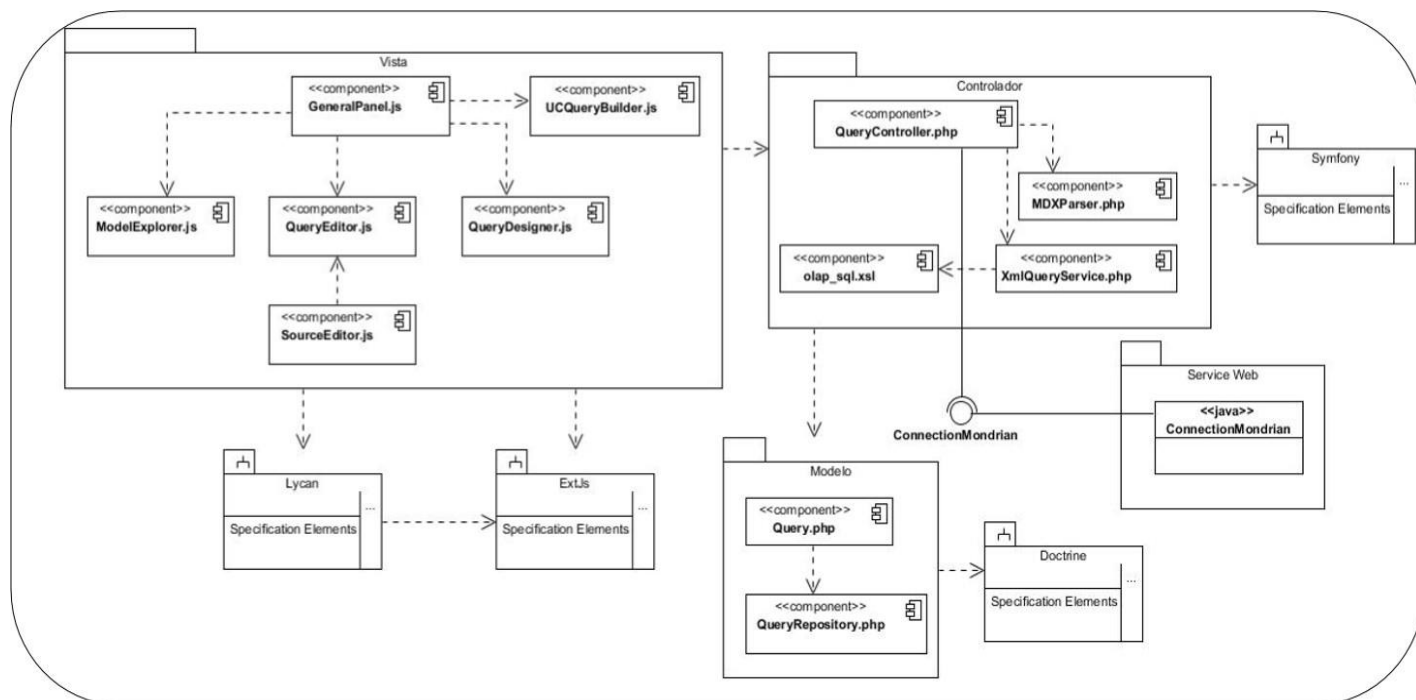 Vista
<<component>>
GeneralPanel.js
<<component>>
UCQueryBuilder.js
<<component>>
ModelExplorer.js
<<component>>
QueryEditor.js
<<component>>
QueryDesigner.js
<<component>>
SourceEditor.js
Controlador
<<component>>
QueryController.php
<<component>>
MDXParser.php
<<component>>
olap_sql.xsl
<<component>>
XmlQueryService.php
Symfony
...
Specification Elements
Service Web
<<java>>
ConnectionMondrian
ConnectionMondrian
Lycan
...
Specification Elements
ExtJs
...
Specification Elements
Modelo
<<component>>
Query.php
<<component>>
QueryRepository.php
Doctrine
...
Specification Elements